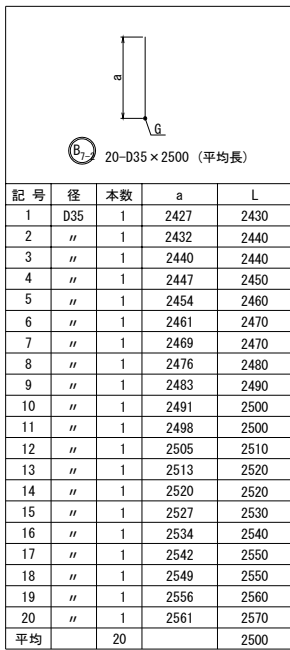 a
G
B7-2 20-D35×2500 (平均長)
記 号 径 本数 a L
1 D35 1 2427 2430
2 〃 1 2432 2440
3 〃 1 2440 2440
4 〃 1 2447 2450
5 〃 1 2454 2460
6 〃 1 2461 2470
7 〃 1 2469 2470
8 〃 1 2476 2480
9 〃 1 2483 2490
10 〃 1 2491 2500
11 〃 1 2498 2500
12 〃 1 2505 2510
13 〃 1 2513 2520
14 〃 1 2520 2520
15 〃 1 2527 2530
16 〃 1 2534 2540
17 〃 1 2542 2550
18 〃 1 2549 2550
19 〃 1 2556 2560
20 〃 1 2561 2570
平均 20 2500